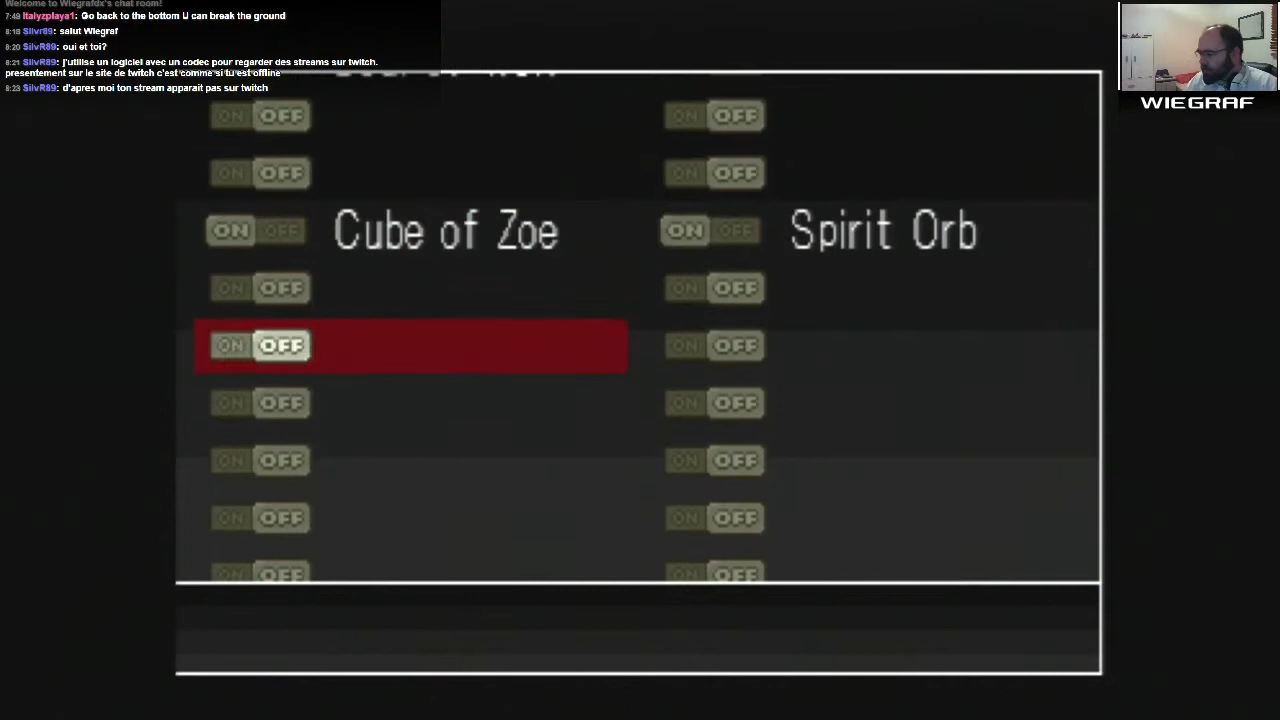 Welcome to Wiegrafdx's chat room!
7:49 Italyzplaya1: Go back to the bottom U can break the ground
8:18 Silvr89: salut Wiegraf
8:20 SilvR89: oui et toi?
8:21 SilvR89: j'utilise un logiciel avec un codec pour regarder des streams sur twitch.
presentement sur le site de twitch c'est comme si tu est offline
8:23 SilvR89: d'apres moi ton stream apparait pas sur twitch
WIEGRAF
ON OFF ON OFF
ON OFF ON OFF
ON OFF Cube of Zoe ON OFF Spirit Orb
ON OFF ON OFF
ON OFF ON OFF
ON OFF ON OFF
ON OFF ON OFF
ON OFF ON OFF
ON OFF ON OFF